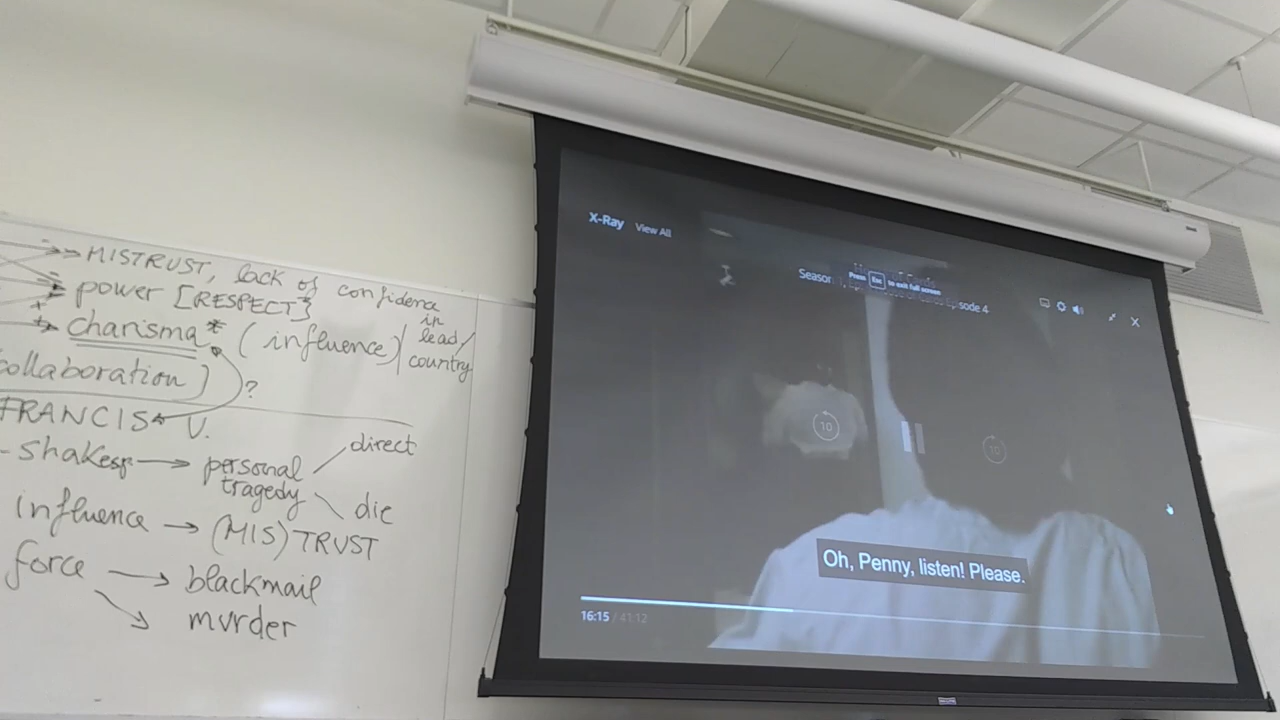 MISTRUST, lack of confidence
in
lead/
country
power [RESPECT]
charisma* (influence)
collaboration)
?
FRANCIS U.
- Shakesp → personal
tragedy
direct
die
influence → (MIS)TRUST
force → blackmail
murder
X-Ray View All
Season
Press Esc to exit full screen
sode 4
10
10
Oh, Penny, listen! Please.
16:15 / 41:12